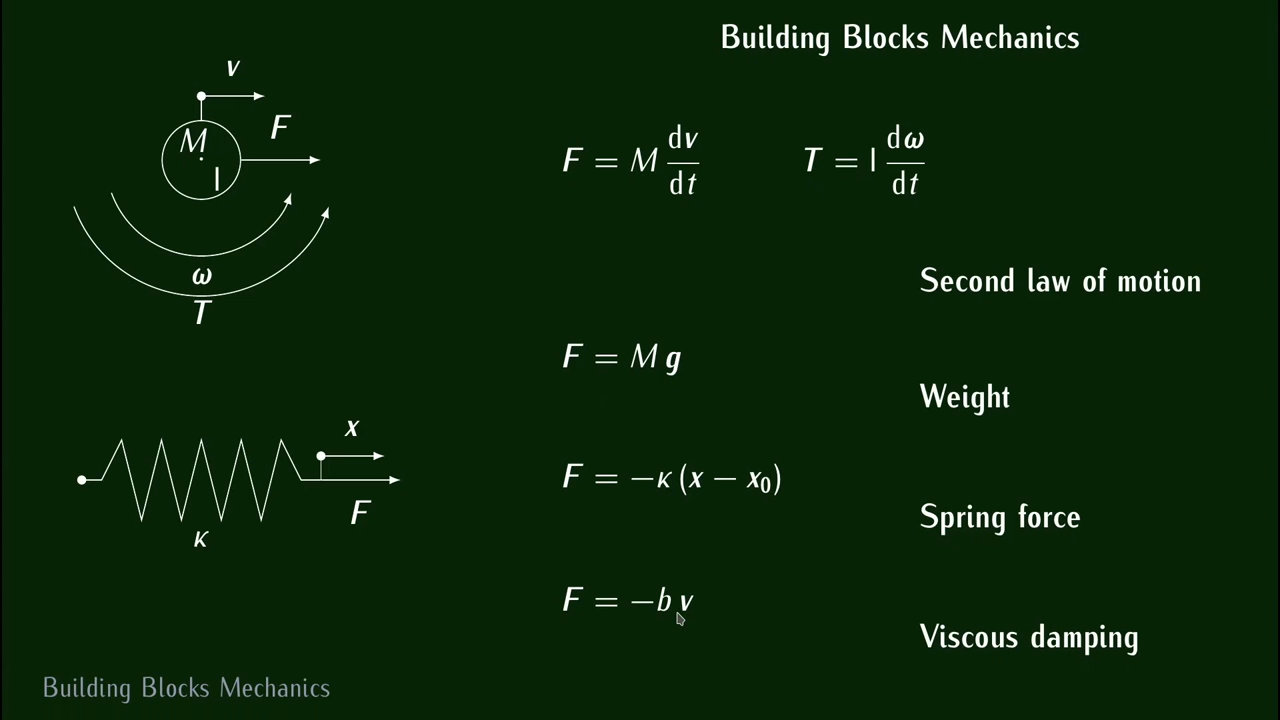 Building Blocks Mechanics
v
F
M
I
ω
T
F = M dv/dt
T = I dω/dt
Second law of motion
F = M g
Weight
x
F
κ
F = −κ (x − x₀)
Spring force
F = −b v
Viscous damping
Building Blocks Mechanics